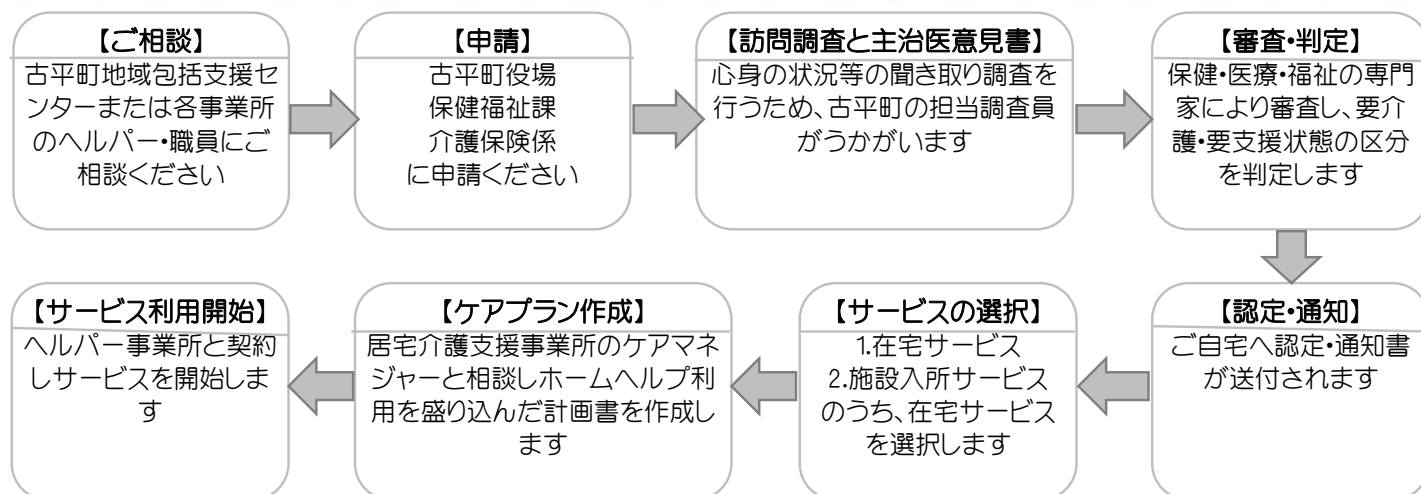 【ご相談】
古平町地域包括支援セ
ンターまたは各事業所
のヘルパー・職員にご
相談ください
【申請】
古平町役場
保健福祉課
介護保険係
に申請ください
【訪問調査と主治医意見書】
心身の状況等の聞き取り調査を
行うため、古平町の担当調査員
がうかがいます
【審査・判定】
保健・医療・福祉の専門
家により審査し、要介
護・要支援状態の区分
を判定します
【認定・通知】
ご自宅へ認定・通知書
が送付されます
【サービスの選択】
1.在宅サービス
2.施設入所サービス
のうち、在宅サービス
を選択します
【ケアプラン作成】
居宅介護支援事業所のケアマネ
ジャーと相談しホームヘルプ利
用を盛り込んだ計画書を作成し
ます
【サービス利用開始】
ヘルパー事業所と契約
しサービスを開始しま
す